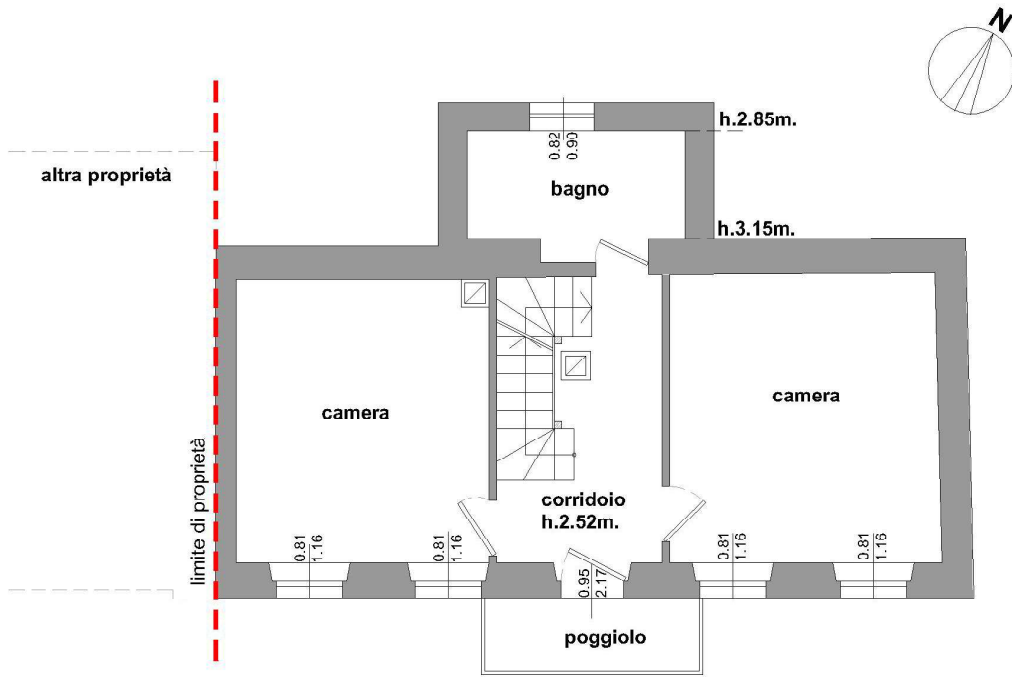 N
h.2.85m.
0.82
0.90
altra proprietà
bagno
h.3.15m.
camera
camera
limite di proprietà
corridoio
h.2.52m.
0.81
1.16
0.81
1.16
0.95
2.17
0.81
1.16
0.81
1.16
poggiolo